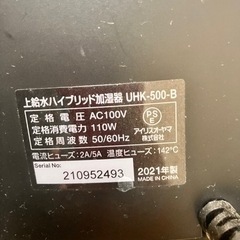 上給水ハイブリッド加湿器 UHK-500-B
定格電圧 AC100V
定格消費電力 110W
定格周波数 50/60Hz
PSE
アイリスオーヤマ
株式会社
電流ヒューズ：2A/5A 温度ヒューズ：142℃
Serial No.
210952493
2021年製
MADE IN CHINA